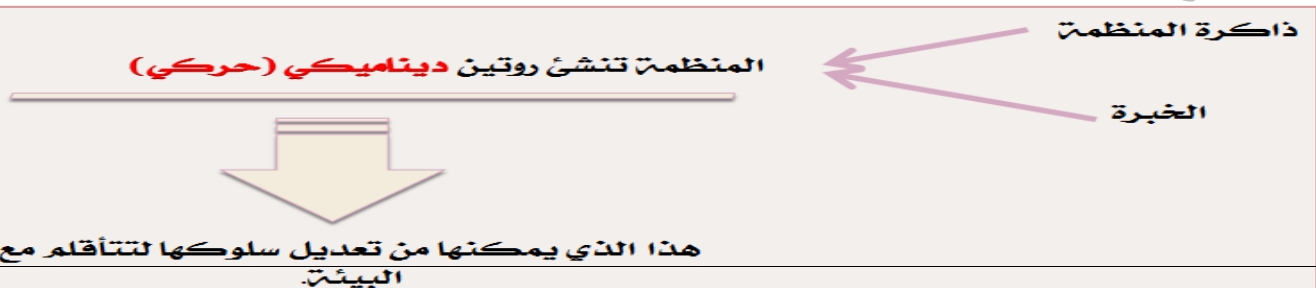 ذاكرة المنظمة
المنظمة تنشئ روتين ديناميكي (حركي)
الخبرة
هذا الذي يمكنها من تعديل سلوكها لتتأقلم مع
البيئة.